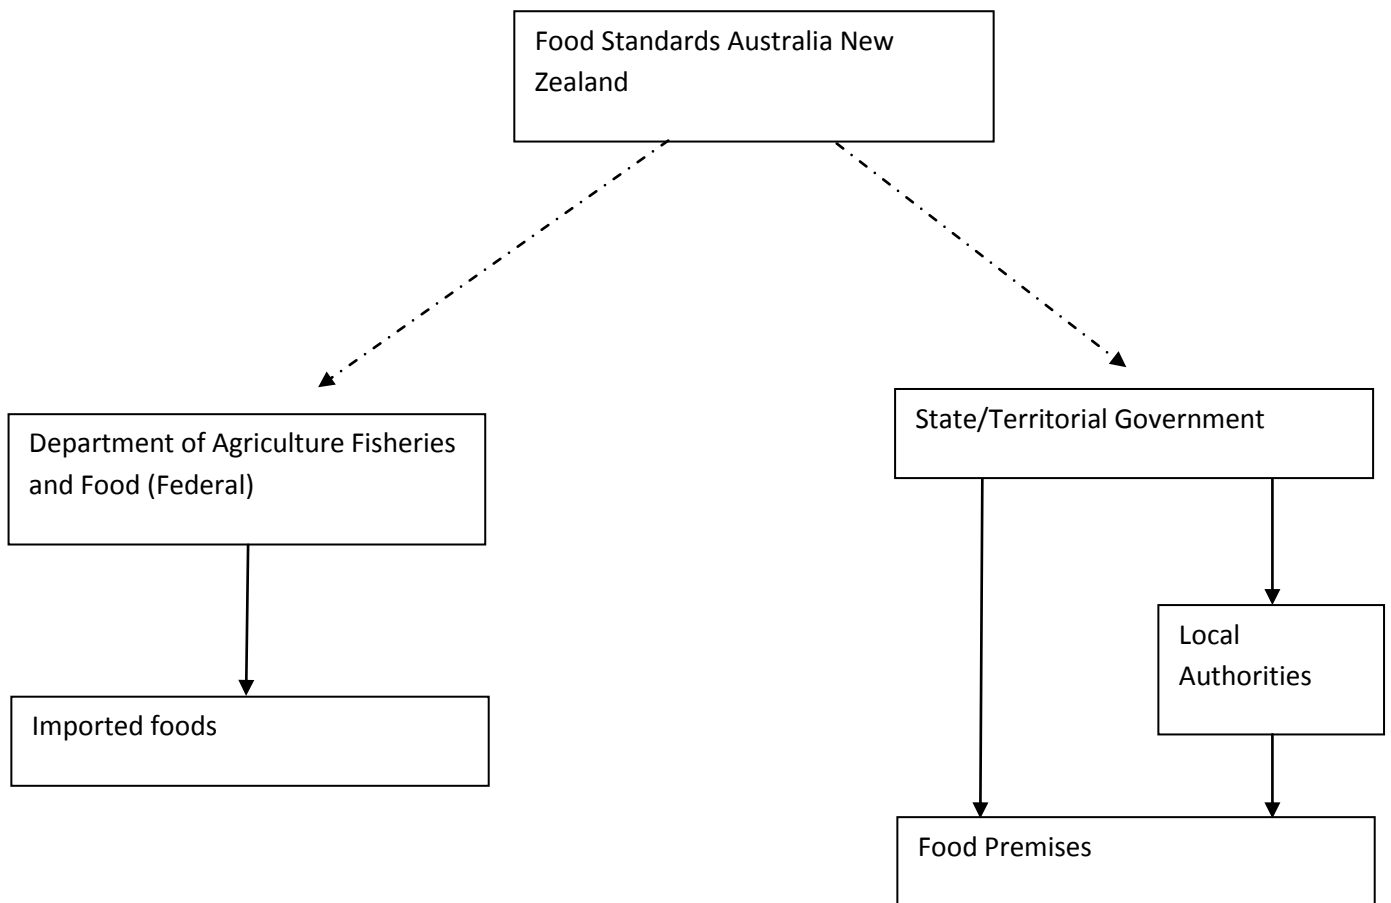 Food Standards Australia New
Zealand
Department of Agriculture Fisheries
and Food (Federal)
State/Territorial Government
Local
Authorities
Imported foods
Food Premises